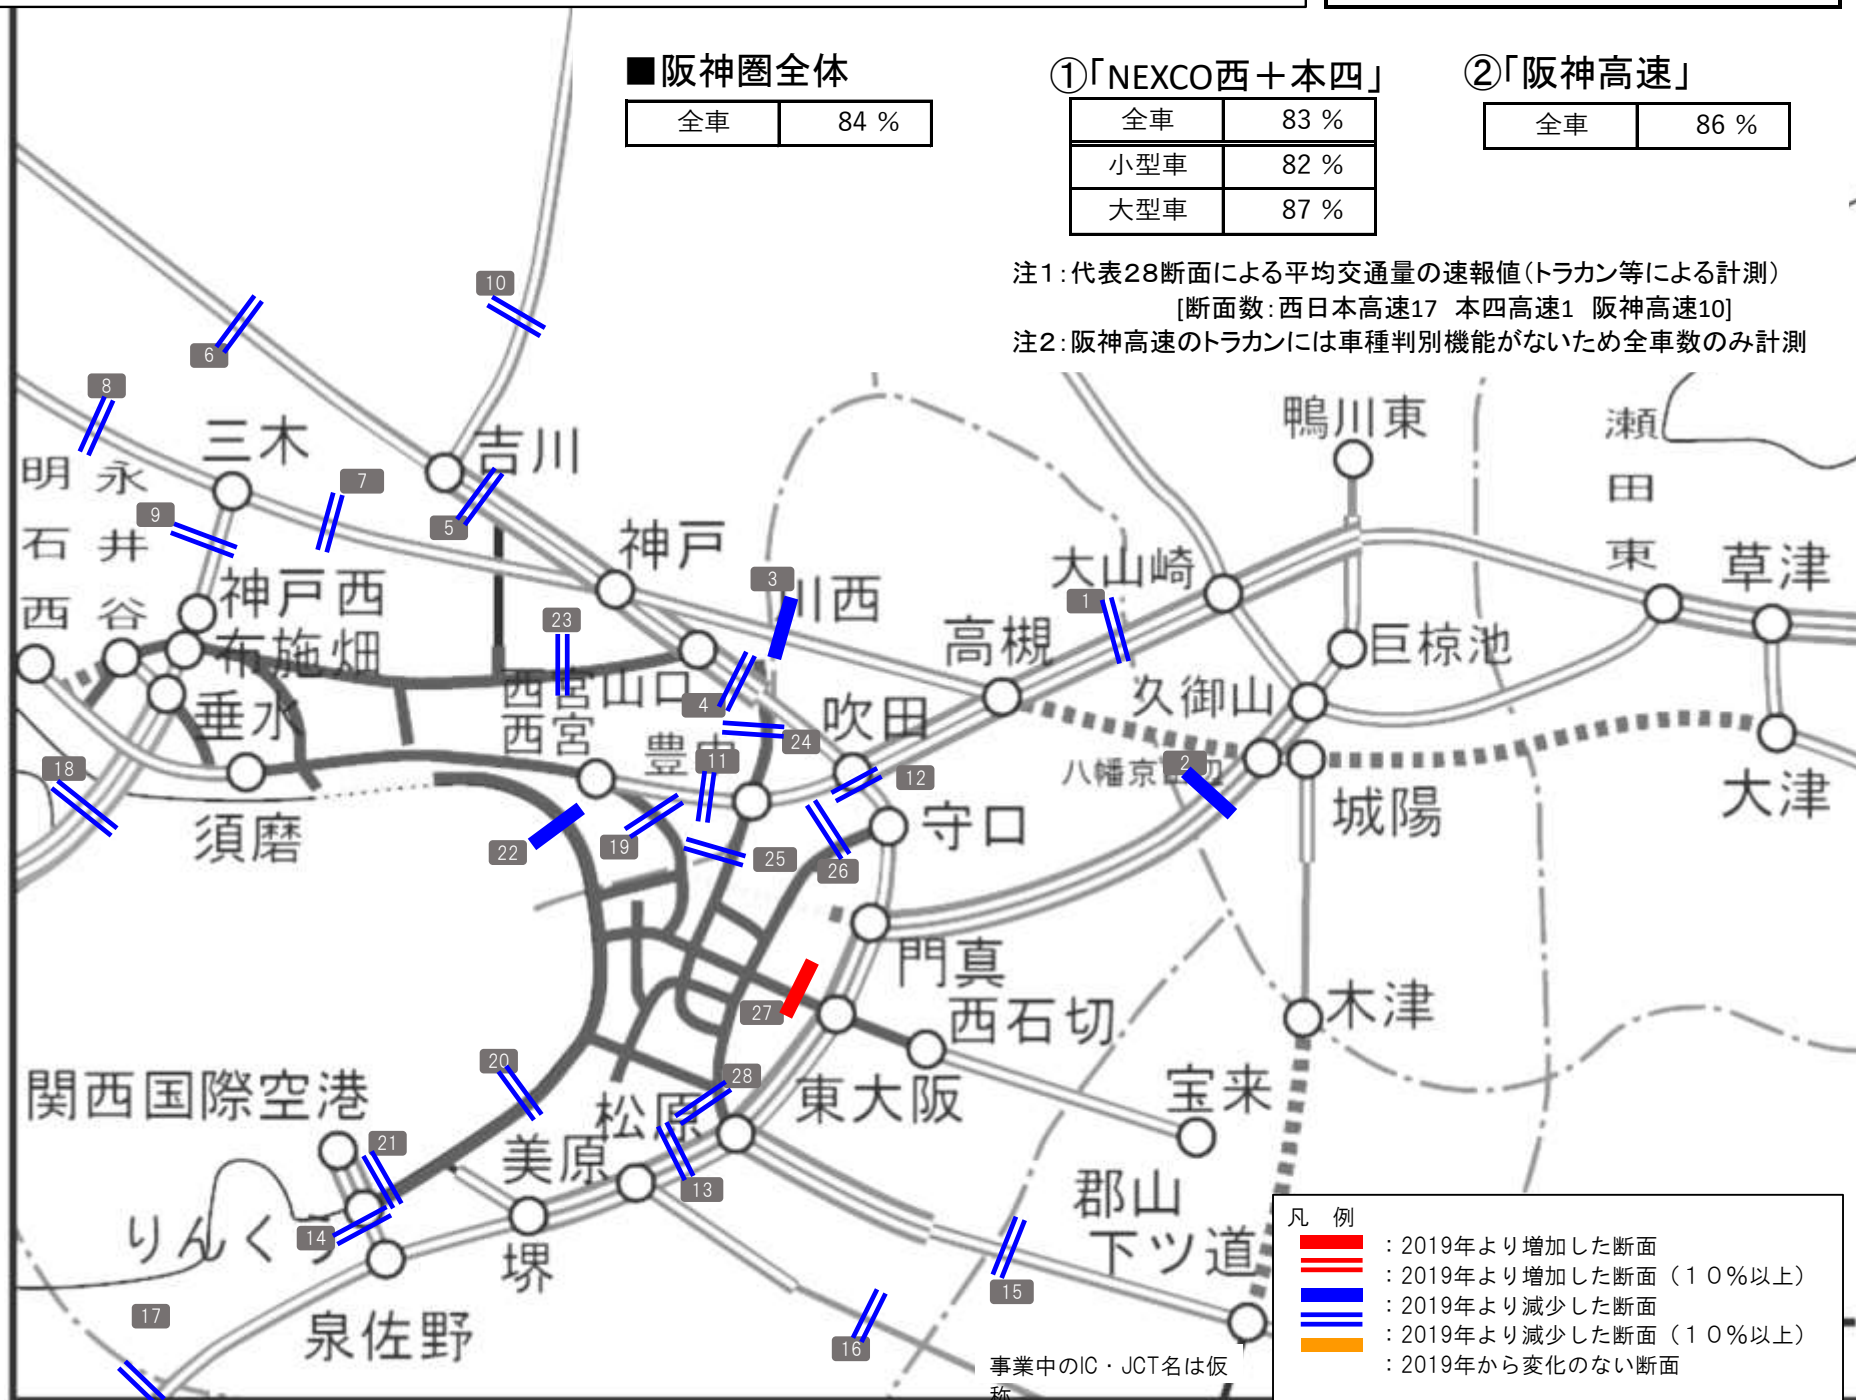 ■阪神圏全体
全車 84 %
①「NEXCO西＋本四」
全車 83 %
小型車 82 %
大型車 87 %
②「阪神高速」
全車 86 %
注１：代表２８断面による平均交通量の速報値（トラカン等による計測）
[断面数：西日本高速17 本四高速1 阪神高速10]
注２：阪神高速のトラカンには車種判別機能がないため全車数のみ計測
10
6
8
三木
吉川
7
5
9
明石西
永井谷
神戸西
布施畑
神戸
3
川西
23
西宮山口
西宮
4
24
垂水
18
須磨
豊中
11
吹田
12
高槻
大山崎
1
鴨川東
瀬田東
草津
巨椋池
久御山
2
城陽
大津
守口
22
19
25
26
門真
27
西石切
木津
東大阪
宝来
20
28
松原
関西国際空港
21
美原
13
りんくう
14
堺
泉佐野
17
郡山
下ツ道
15
16
事業中のIC・JCT名は仮
称
凡 例
：2019年より増加した断面
：2019年より増加した断面（１０％以上）
：2019年より減少した断面
：2019年より減少した断面（１０％以上）
：2019年から変化のない断面